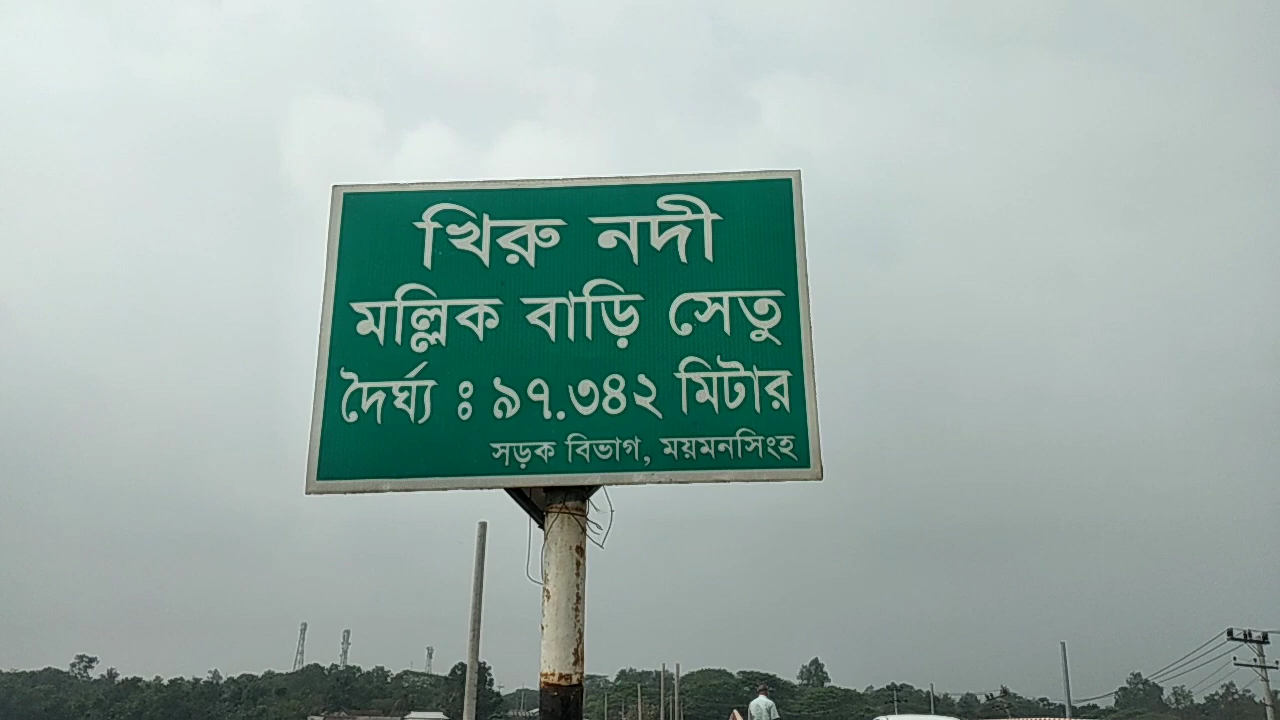 খিরু নদী
মল্লিক বাড়ি সেতু
দৈর্ঘ্য : ৯৭.৩৪২ মিটার
সড়ক বিভাগ, ময়মনসিংহ